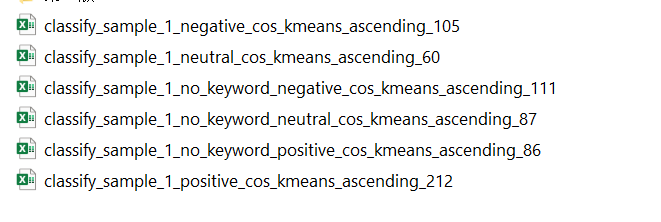 classify_sample_1_negative_cos_kmeans_ascending_105
classify_sample_1_neutral_cos_kmeans_ascending_60
classify_sample_1_no_keyword_negative_cos_kmeans_ascending_111
classify_sample_1_no_keyword_neutral_cos_kmeans_ascending_87
classify_sample_1_no_keyword_positive_cos_kmeans_ascending_86
classify_sample_1_positive_cos_kmeans_ascending_212